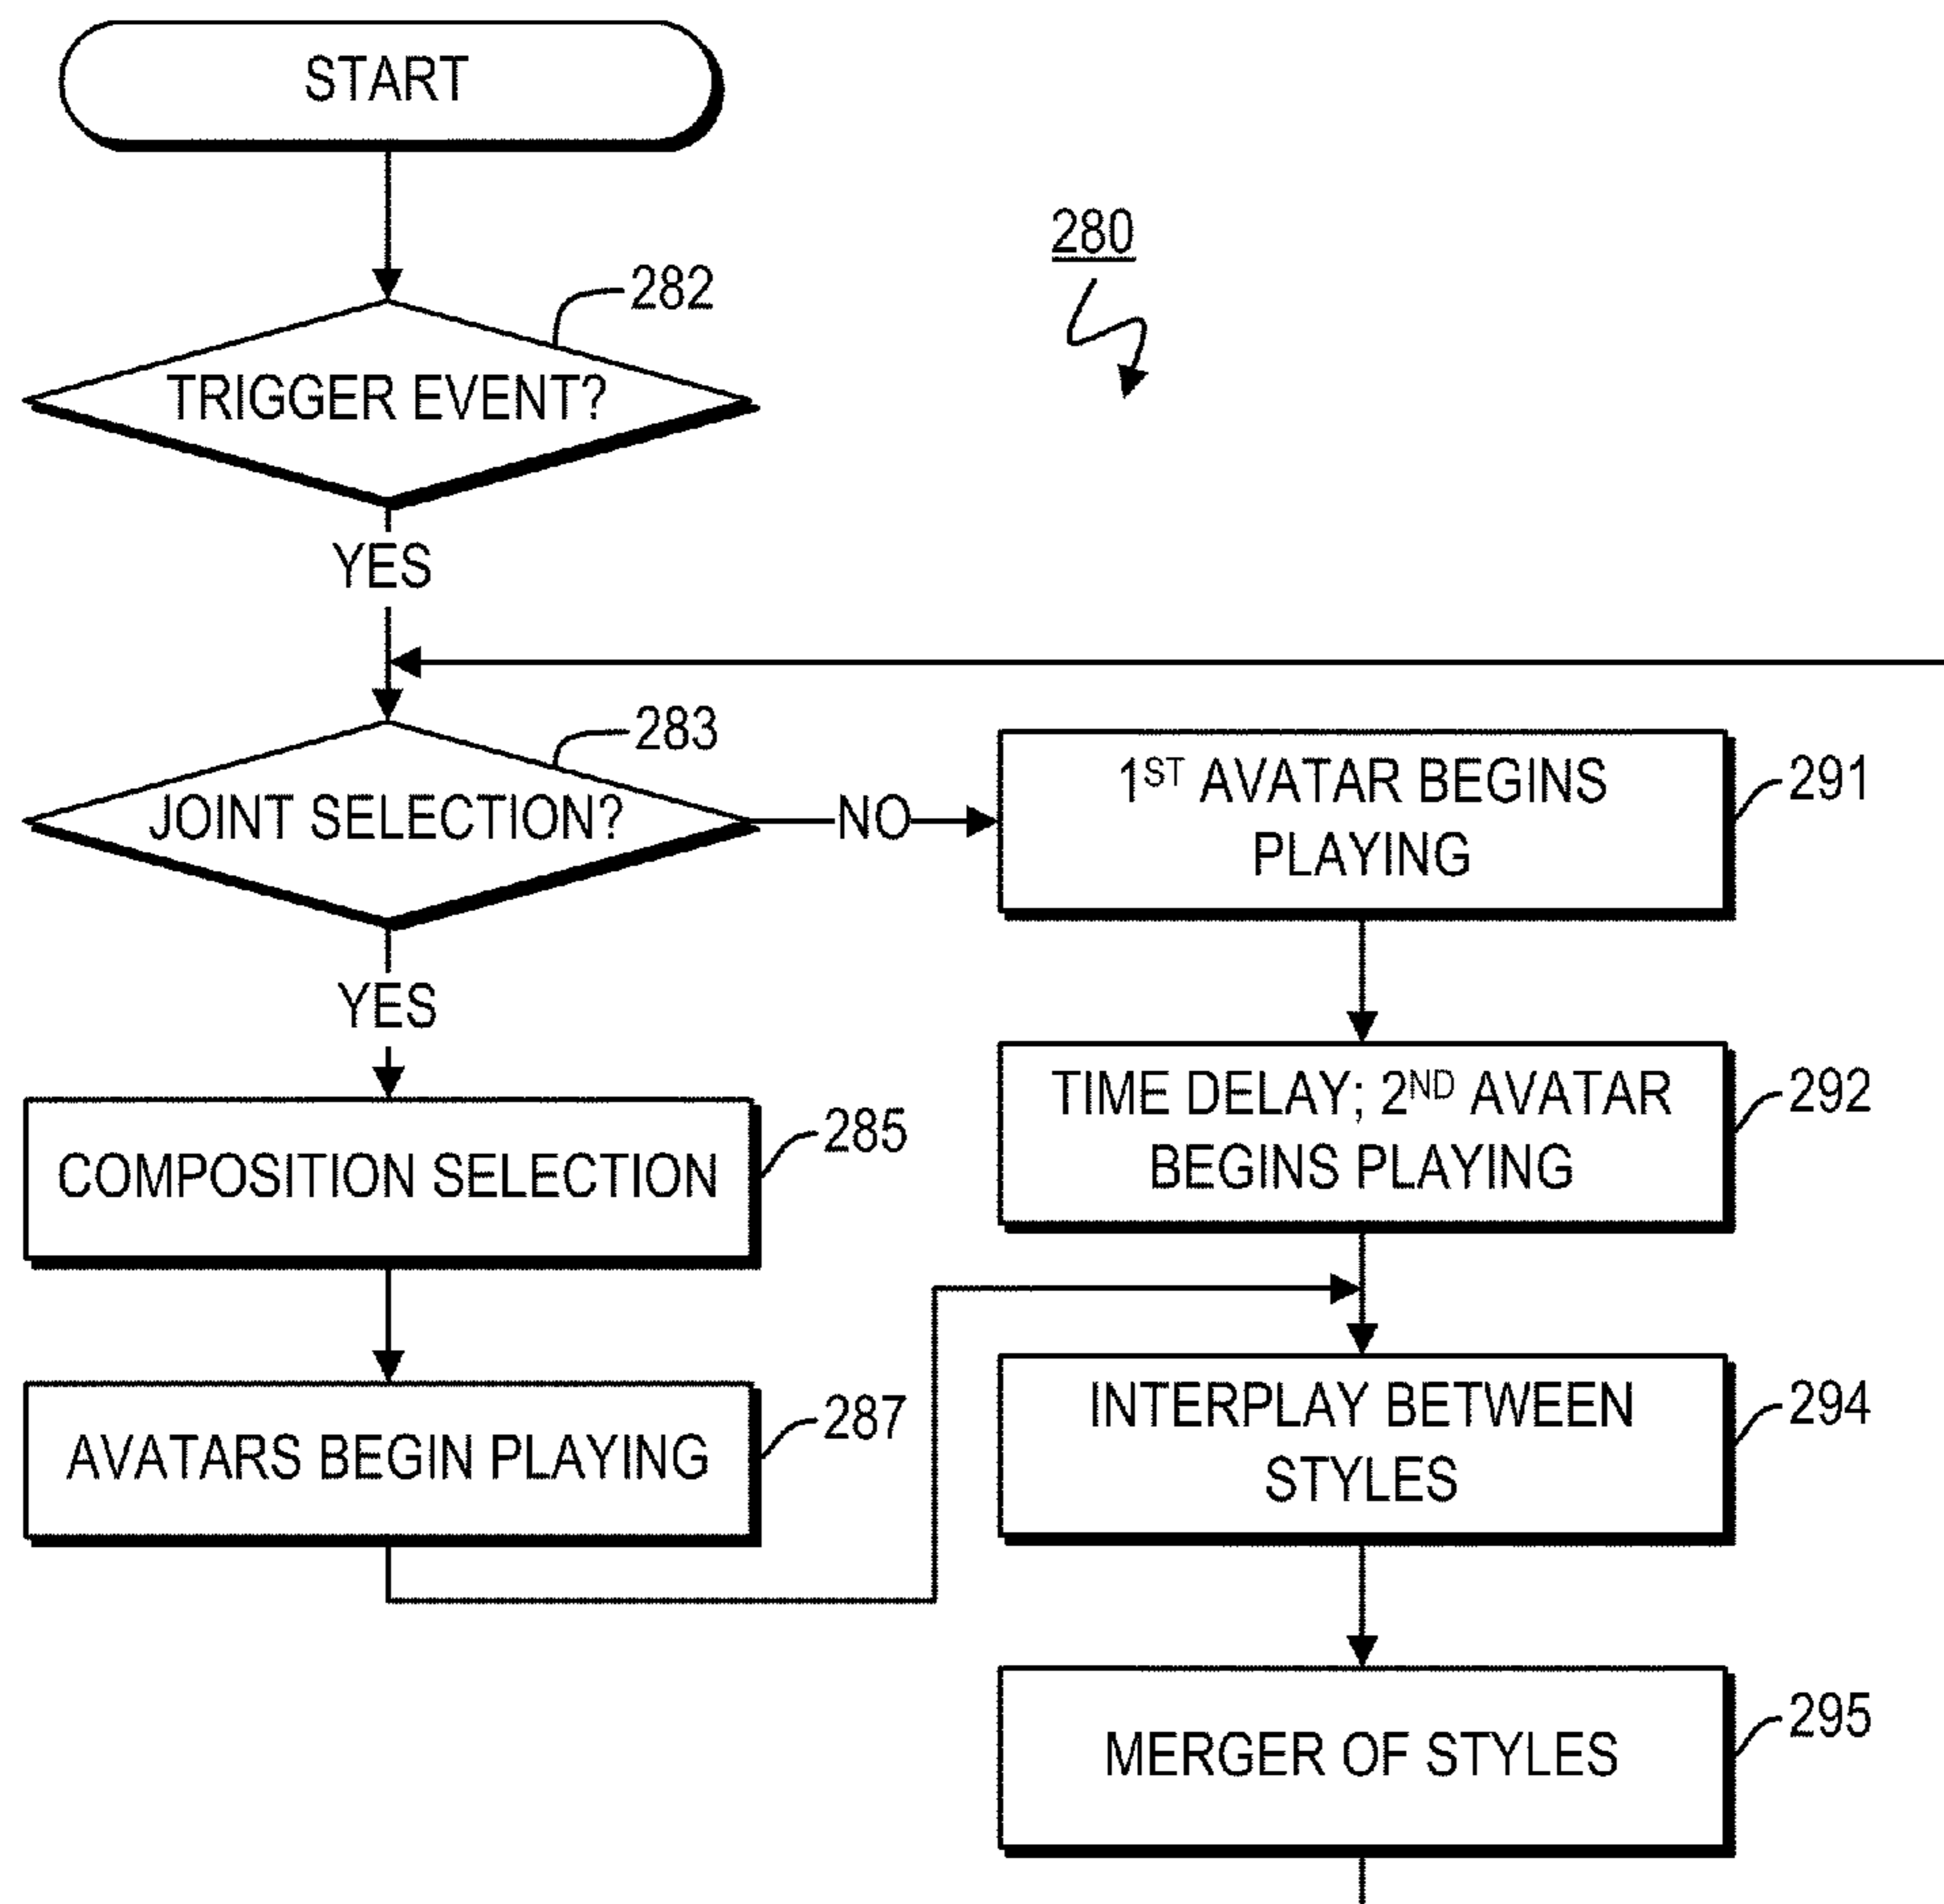 START
280
282
TRIGGER EVENT?
YES
283
JOINT SELECTION?
NO
1ST AVATAR BEGINS
PLAYING
291
YES
TIME DELAY; 2ND AVATAR
BEGINS PLAYING
292
285
COMPOSITION SELECTION
287
AVATARS BEGIN PLAYING
INTERPLAY BETWEEN
STYLES
294
MERGER OF STYLES
295